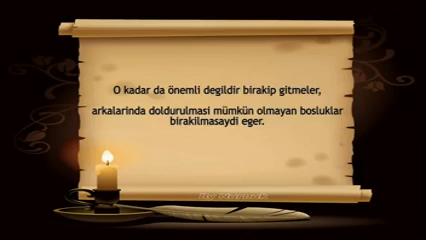 O kadar da önemli degildir birakip gitmeler,
arkalarinda doldurulmasi mümkün olmayan bosluklar
birakilmasaydi eger.